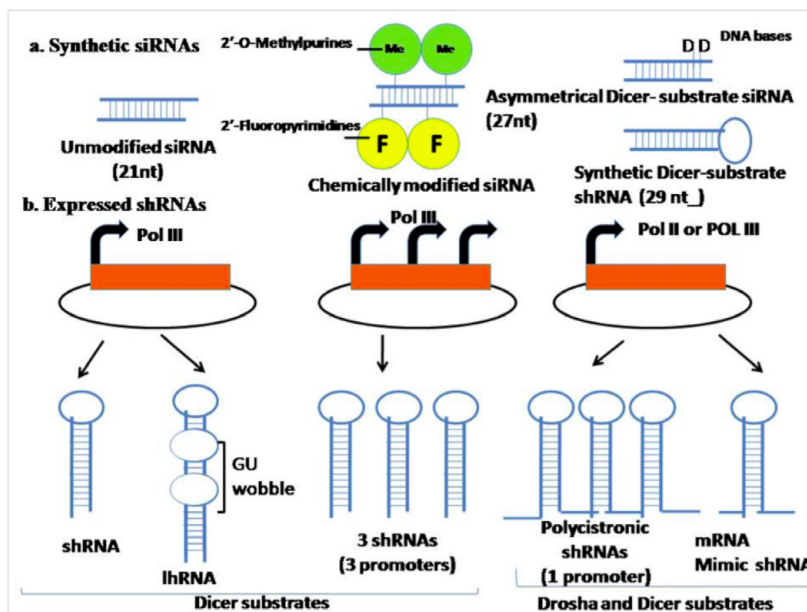 a. Synthetic siRNAs
2′-O-Methylpurines
Me Me
D D
DNA bases
Unmodified siRNA
(21nt)
2′-Fluoropyrimidines
F F
Chemically modified siRNA
Asymmetrical Dicer- substrate siRNA
(27nt)
Synthetic Dicer-substrate
shRNA (29 nt_)
b. Expressed shRNAs
Pol III
Pol III
Pol II or POL III
shRNA
GU
wobble
lhRNA
3 shRNAs
(3 promoters)
Polycistronic
shRNAs
(1 promoter)
mRNA
Mimic shRNA
Dicer substrates
Drosha and Dicer substrates